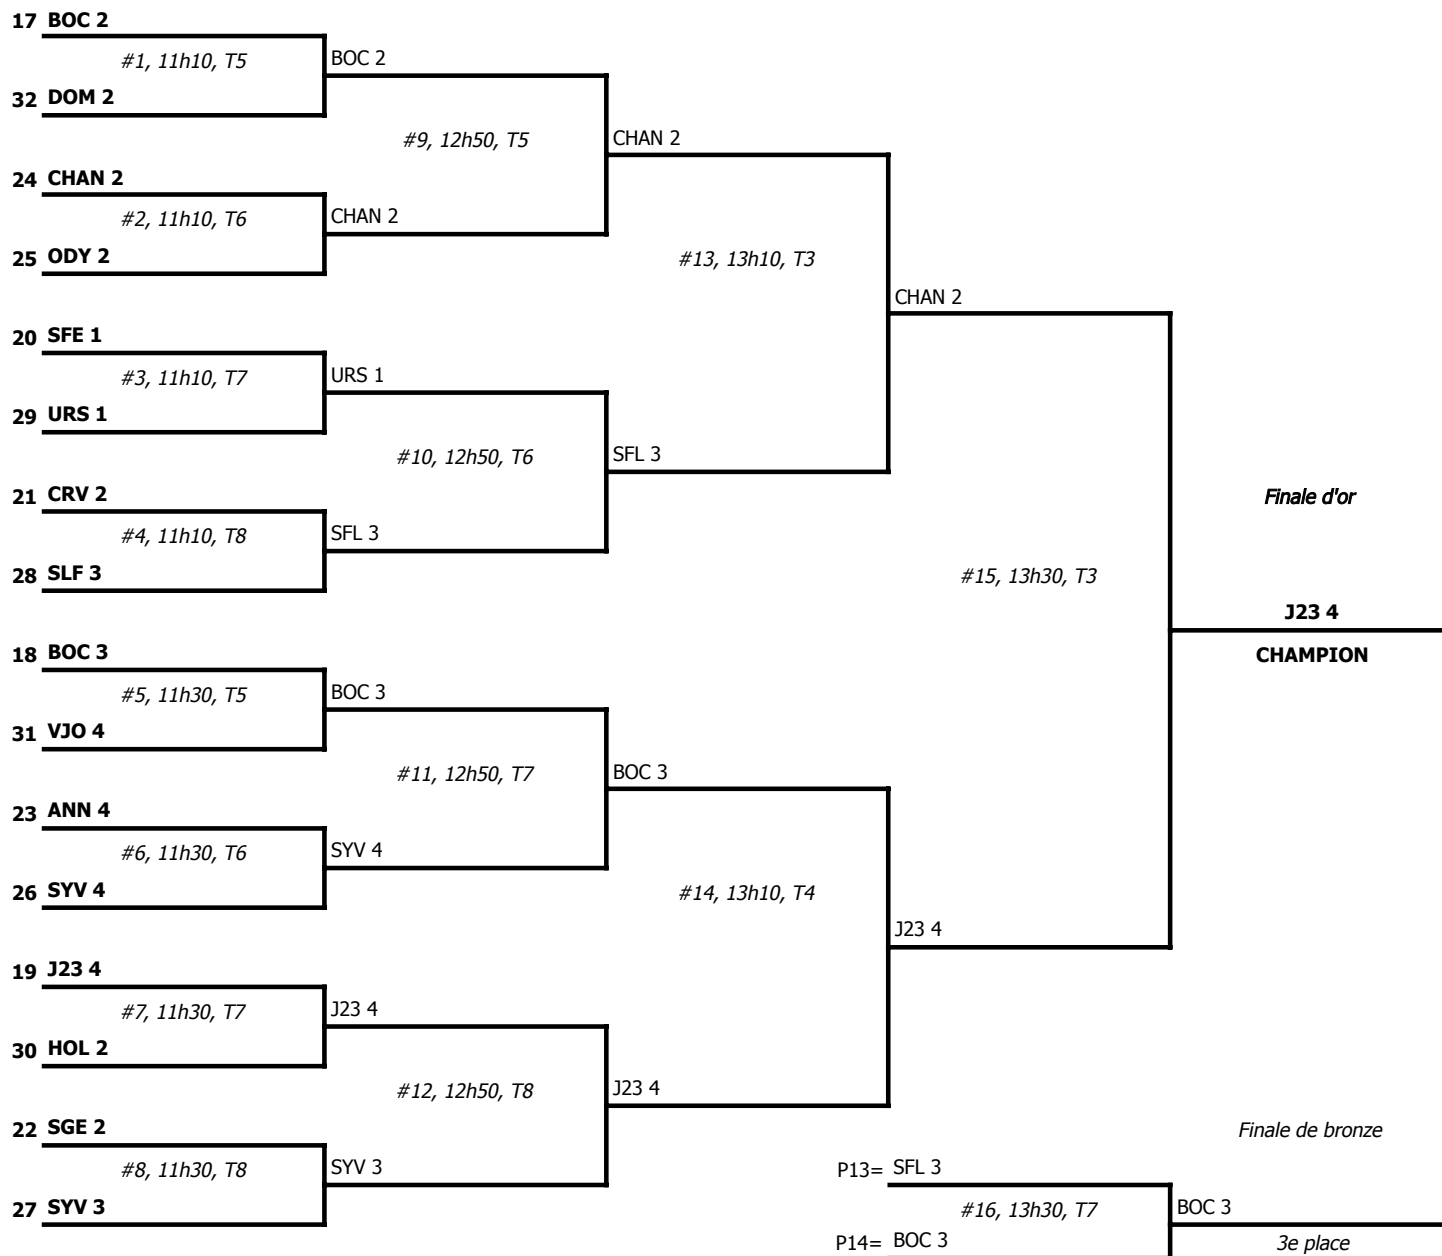 17 BOC 2
#1, 11h10, T5
BOC 2
32 DOM 2
#9, 12h50, T5
CHAN 2
24 CHAN 2
#2, 11h10, T6
CHAN 2
25 ODY 2
#13, 13h10, T3
CHAN 2
20 SFE 1
#3, 11h10, T7
URS 1
29 URS 1
#10, 12h50, T6
SFL 3
21 CRV 2
#4, 11h10, T8
SFL 3
28 SLF 3
Finale d'or
#15, 13h30, T3
J23 4
CHAMPION
18 BOC 3
#5, 11h30, T5
BOC 3
31 VJO 4
#11, 12h50, T7
BOC 3
23 ANN 4
#6, 11h30, T6
SYV 4
26 SYV 4
#14, 13h10, T4
J23 4
19 J23 4
#7, 11h30, T7
J23 4
30 HOL 2
#12, 12h50, T8
J23 4
22 SGE 2
#8, 11h30, T8
SYV 3
27 SYV 3
Finale de bronze
P13= SFL 3
#16, 13h30, T7
BOC 3
P14= BOC 3
3e place